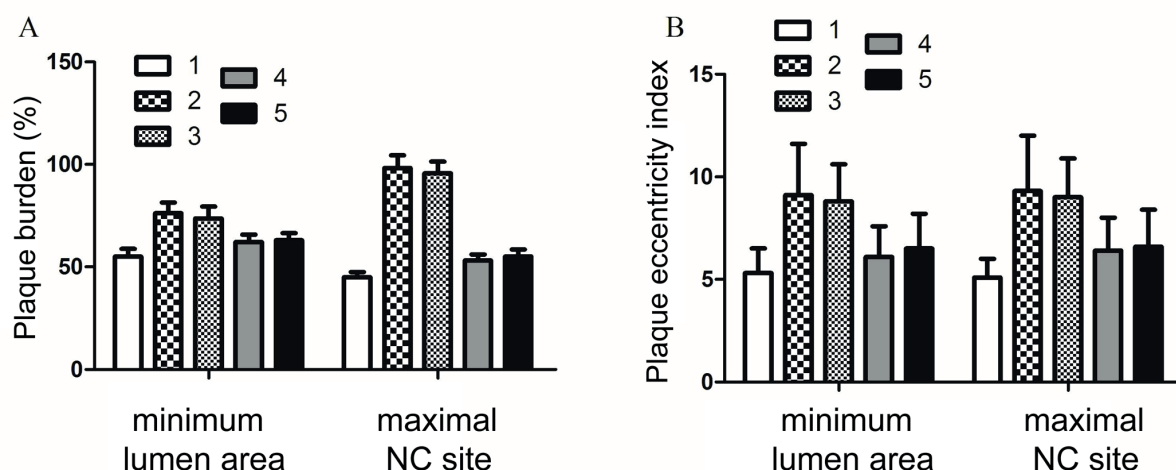 A
Plaque burden (%)
150
100
50
0
1
2
3
4
5
minimum
lumen area
maximal
NC site
B
Plaque eccentricity index
15
10
5
0
1
2
3
4
5
minimum
lumen area
maximal
NC site